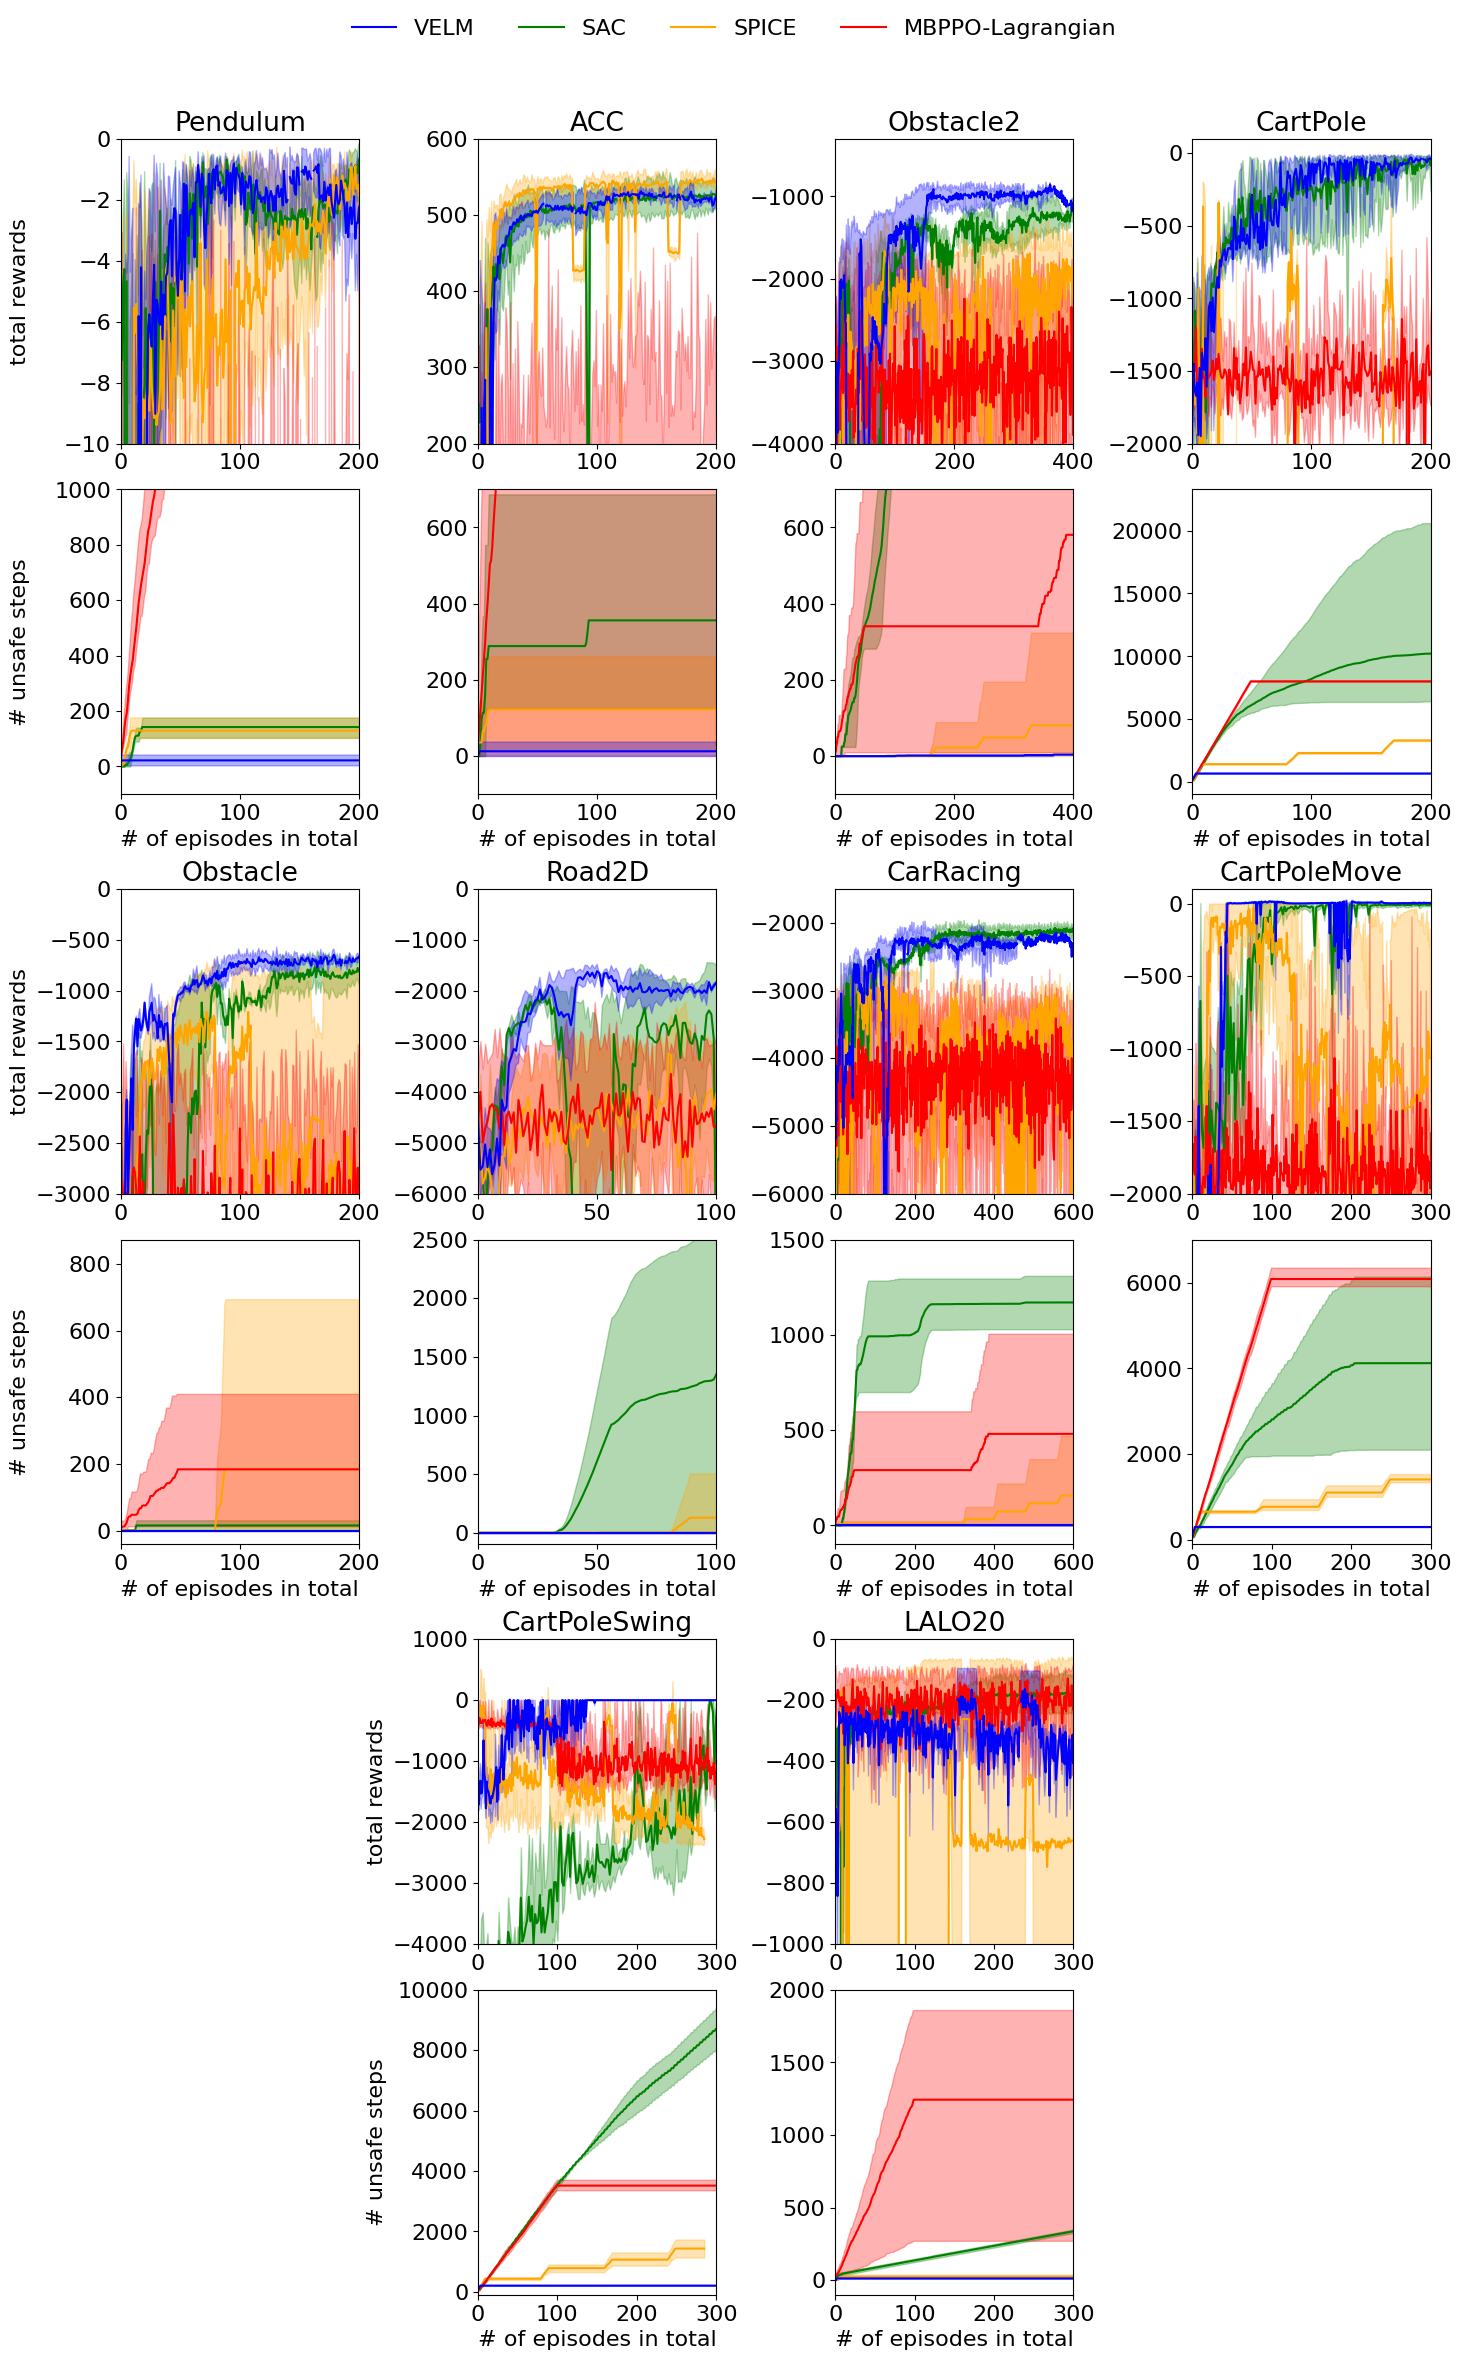 VELM SAC SPICE MBPPO-Lagrangian
Pendulum ACC Obstacle2 CartPole
total rewards
0 −2 −4 −6 −8 −10
0 100 200
600 500 400 300 200
0 100 200
−1000 −2000 −3000 −4000
0 200 400
0 −500 −1000 −1500 −2000
0 100 200
# unsafe steps
1000 800 600 400 200 0
0 100 200
600 400 200 0
0 100 200
600 400 200 0
0 200 400
20000 15000 10000 5000 0
0 100 200
# of episodes in total # of episodes in total # of episodes in total # of episodes in total
Obstacle Road2D CarRacing CartPoleMove
total rewards
0 −500 −1000 −1500 −2000 −2500 −3000
0 100 200
0 −1000 −2000 −3000 −4000 −5000 −6000
0 50 100
−2000 −3000 −4000 −5000 −6000
0 200 400 600
0 −500 −1000 −1500 −2000
0 100 200 300
# unsafe steps
800 600 400 200 0
0 100 200
2500 2000 1500 1000 500 0
0 50 100
1500 1000 500 0
0 200 400 600
6000 4000 2000 0
0 100 200 300
# of episodes in total # of episodes in total # of episodes in total # of episodes in total
CartPoleSwing LALO20
total rewards
1000 0 −1000 −2000 −3000 −4000
0 100 200 300
0 −200 −400 −600 −800 −1000
0 100 200 300
# unsafe steps
10000 8000 6000 4000 2000 0
0 100 200 300
2000 1500 1000 500 0
0 100 200 300
# of episodes in total # of episodes in total